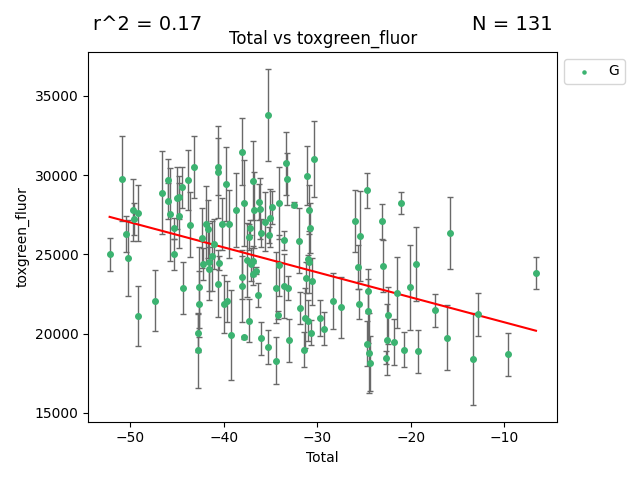 r^2 = 0.17
N = 131
Total vs toxgreen_fluor
G
toxgreen_fluor
35000
30000
25000
20000
15000
−50
−40
−30
−20
−10
Total